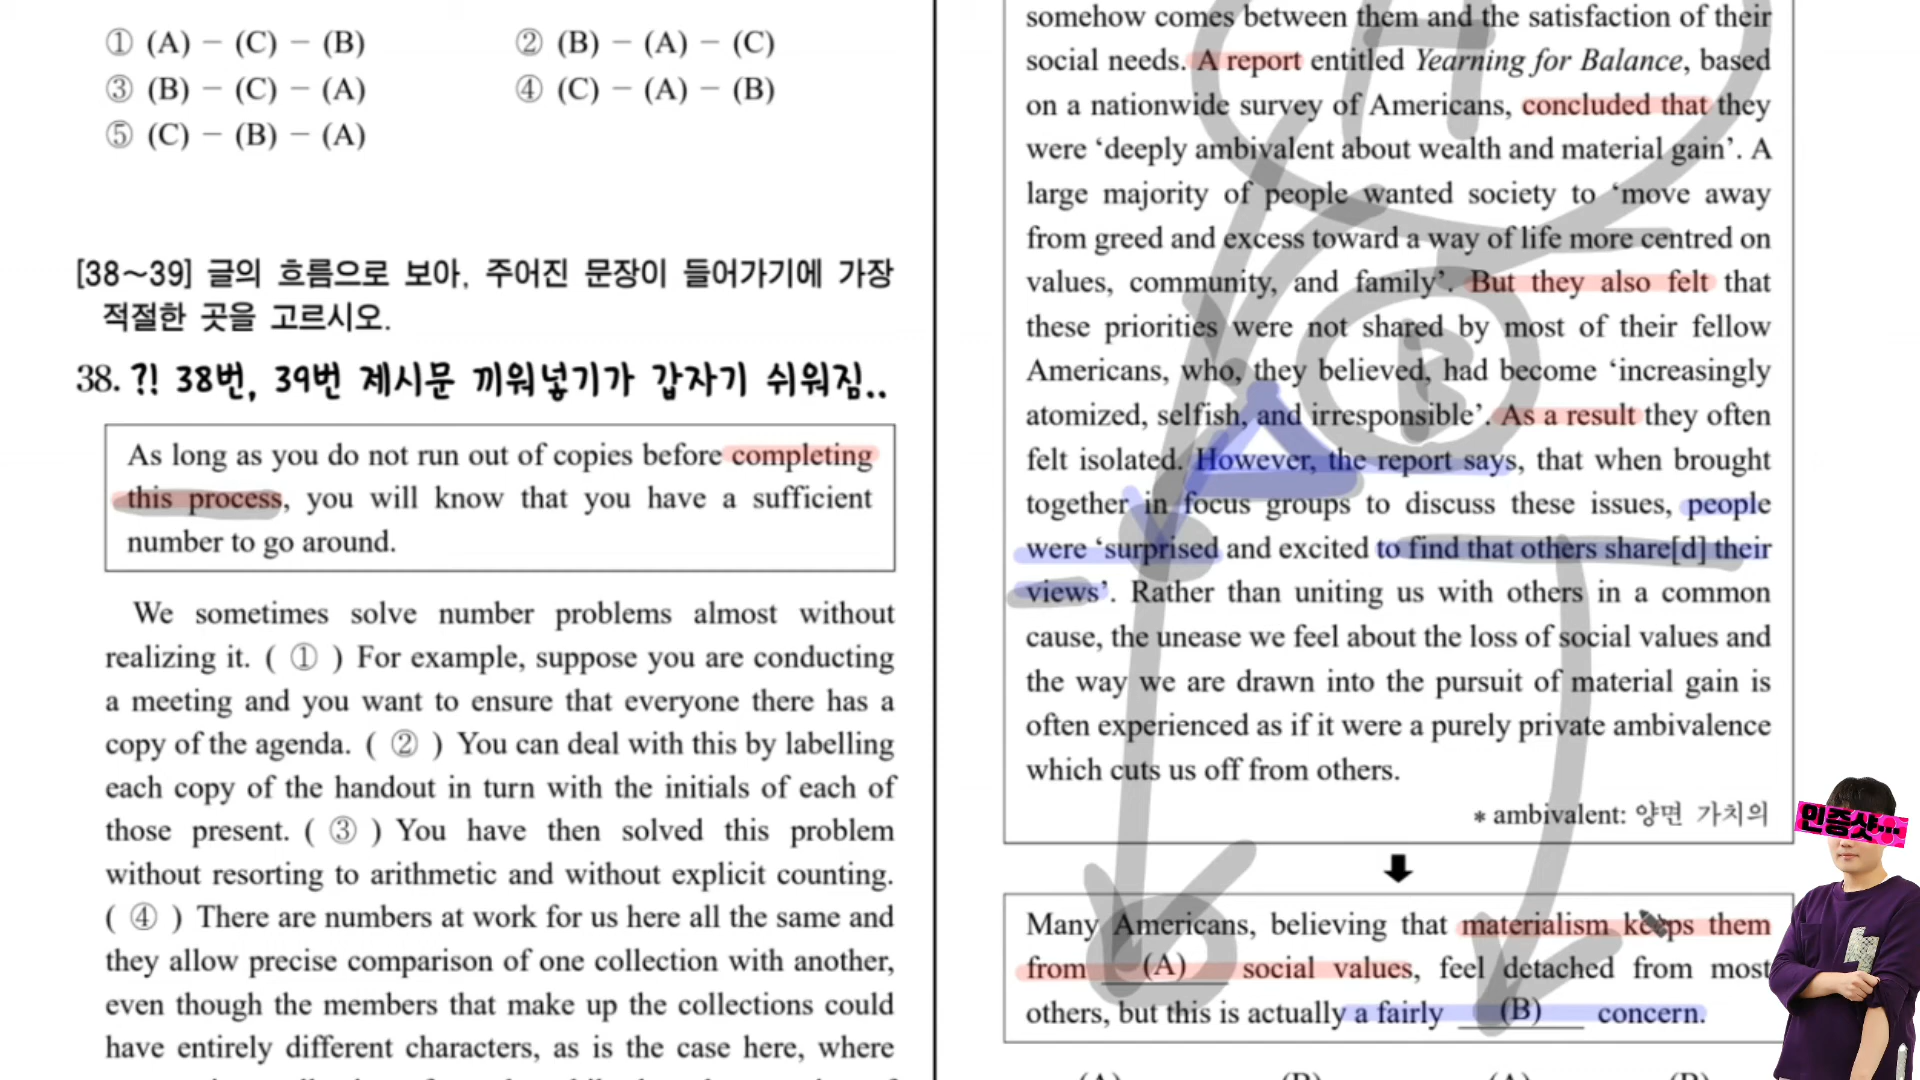 ① (A) − (C) − (B)
② (B) − (A) − (C)
③ (B) − (C) − (A)
④ (C) − (A) − (B)
⑤ (C) − (B) − (A)
[38~39] 글의 흐름으로 보아, 주어진 문장이 들어가기에 가장
적절한 곳을 고르시오.
38. ?! 38번, 39번 제시문 끼워넣기가 갑자기 쉬워짐..
As long as you do not run out of copies before completing
this process, you will know that you have a sufficient
number to go around.
We sometimes solve number problems almost without
realizing it. ( ① ) For example, suppose you are conducting
a meeting and you want to ensure that everyone there has a
copy of the agenda. ( ② ) You can deal with this by labelling
each copy of the handout in turn with the initials of each of
those present. ( ③ ) You have then solved this problem
without resorting to arithmetic and without explicit counting.
( ④ ) There are numbers at work for us here all the same and
they allow precise comparison of one collection with another,
even though the members that make up the collections could
have entirely different characters, as is the case here, where
somehow comes between them and the satisfaction of their
social needs. A report entitled Yearning for Balance, based
on a nationwide survey of Americans, concluded that they
were ‘deeply ambivalent about wealth and material gain’. A
large majority of people wanted society to ‘move away
from greed and excess toward a way of life more centred on
values, community, and family’. But they also felt that
these priorities were not shared by most of their fellow
Americans, who, they believed, had become ‘increasingly
atomized, selfish, and irresponsible’. As a result they often
felt isolated. However, the report says, that when brought
together in focus groups to discuss these issues, people
were ‘surprised and excited to find that others share[d] their
views’. Rather than uniting us with others in a common
cause, the unease we feel about the loss of social values and
the way we are drawn into the pursuit of material gain is
often experienced as if it were a purely private ambivalence
which cuts us off from others.
* ambivalent: 양면 가치의
Many Americans, believing that materialism keeps them
from (A) social values, feel detached from most
others, but this is actually a fairly (B) concern.
(A) (B) (A) (B)
H
B
인증샷...